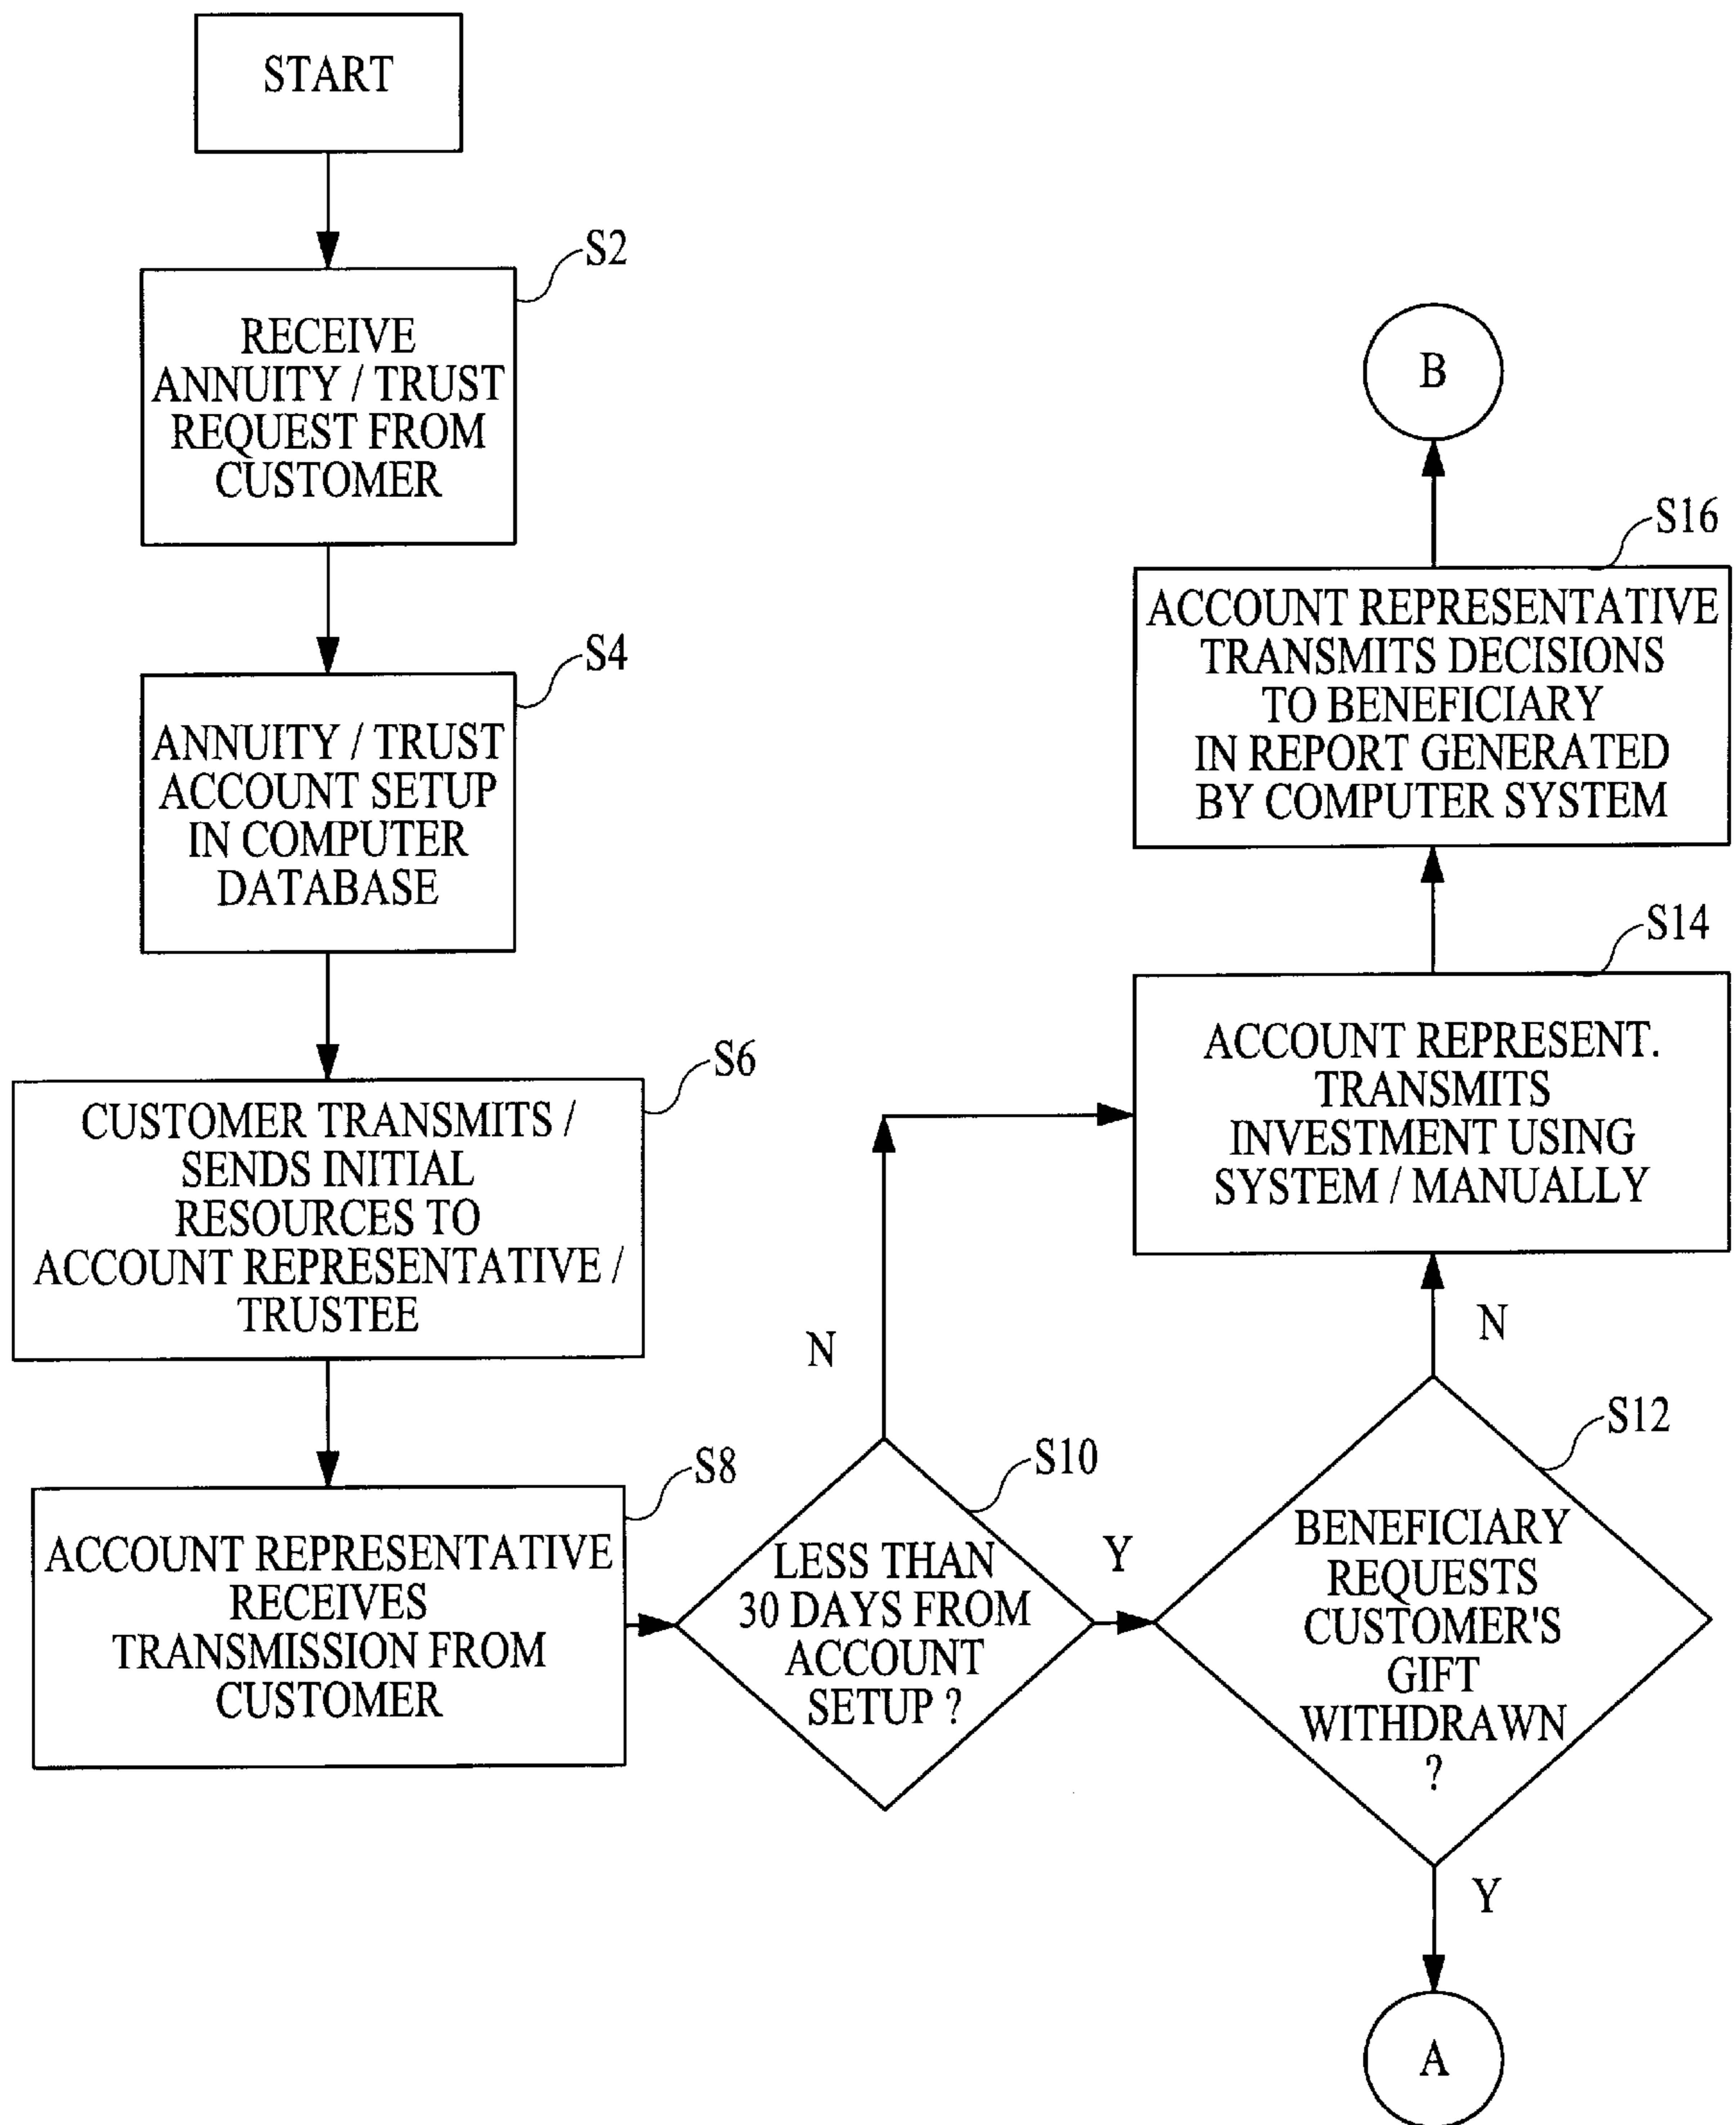 START
S2
RECEIVE
ANNUITY / TRUST
REQUEST FROM
CUSTOMER
S4
ANNUITY / TRUST
ACCOUNT SETUP
IN COMPUTER
DATABASE
S6
CUSTOMER TRANSMITS /
SENDS INITIAL
RESOURCES TO
ACCOUNT REPRESENTATIVE /
TRUSTEE
S8
ACCOUNT REPRESENTATIVE
RECEIVES
TRANSMISSION FROM
CUSTOMER
S10
LESS THAN
30 DAYS FROM
ACCOUNT
SETUP ?
N
Y
S12
BENEFICIARY
REQUESTS
CUSTOMER'S
GIFT
WITHDRAWN
?
N
Y
A
S14
ACCOUNT REPRESENT.
TRANSMITS
INVESTMENT USING
SYSTEM / MANUALLY
S16
ACCOUNT REPRESENTATIVE
TRANSMITS DECISIONS
TO BENEFICIARY
IN REPORT GENERATED
BY COMPUTER SYSTEM
B